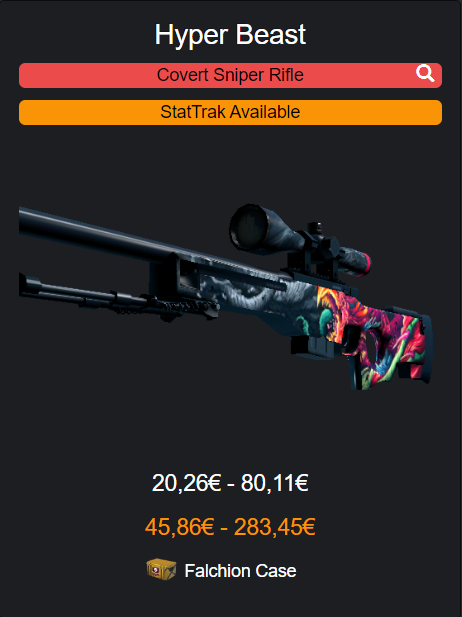 Hyper Beast
Covert Sniper Rifle
StatTrak Available
20,26€ - 80,11€
45,86€ - 283,45€
Falchion Case